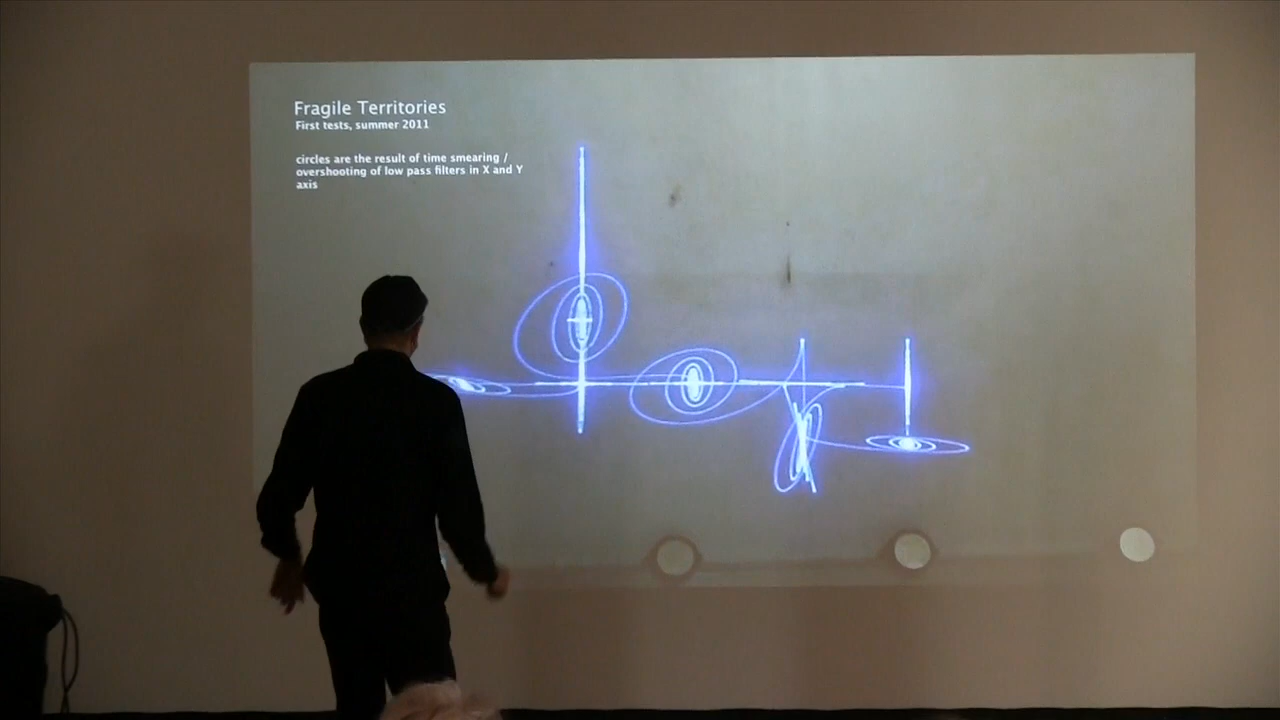 Fragile Territories
First tests, summer 2011
circles are the result of time smearing /
overshooting of low pass filters in X and Y
axis